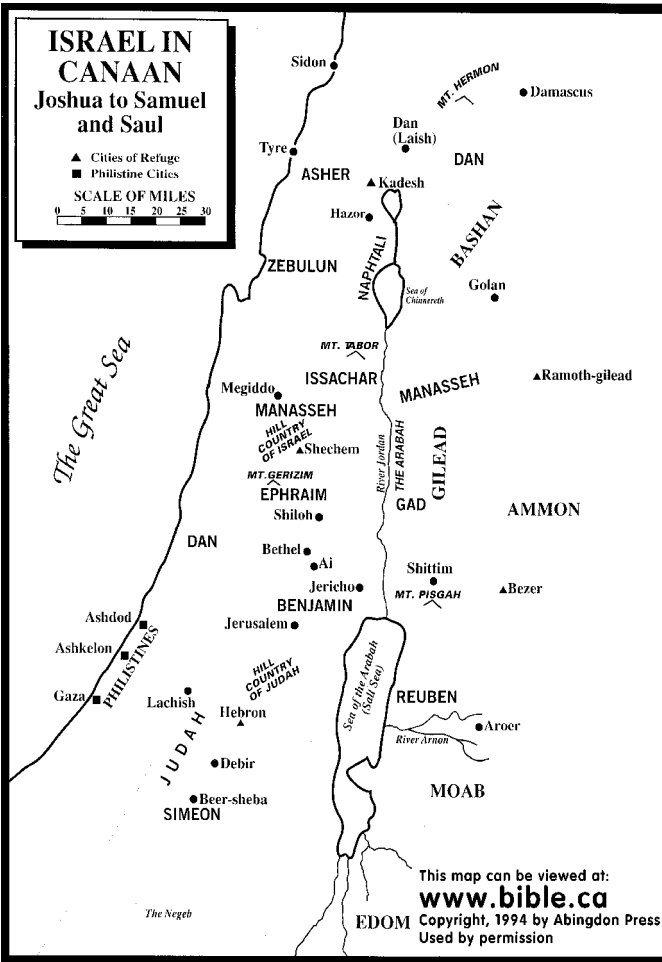 ISRAEL IN
CANAAN
Joshua to Samuel
and Saul
Cities of Refuge
Philistine Cities
SCALE OF MILES
0 5 10 15 20 25 30
Sidon
MT. HERMON
Damascus
Dan
(Laish)
Tyre
DAN
ASHER
Kadesh
Hazor
BASHAN
NAPHTALI
ZEBULUN
Golan
Sea of
Chinnereth
The Great Sea
MT. TABOR
ISSACHAR
Ramoth-gilead
MANASSEH
Megiddo
MANASSEH
HILL
COUNTRY
OF ISRAEL
Shechem
River Jordan
THE ARABAH
GILEAD
MT.GERIZIM
EPHRAIM
GAD
Shiloh
AMMON
DAN
Bethel
Ai
Shittim
Jericho
MT. PISGAH
Bezer
BENJAMIN
Ashdod
Jerusalem
Ashkelon
PHILISTINES
HILL
COUNTRY
OF JUDAH
Sea of the Arabah
(Salt Sea)
Gaza
Lachish
REUBEN
Hebron
JUDAH
Aroer
River Arnon
Debir
MOAB
Beer-sheba
SIMEON
This map can be viewed at:
www.bible.ca
The Negeb
EDOM
Copyright, 1994 by Abingdon Press
Used by permission